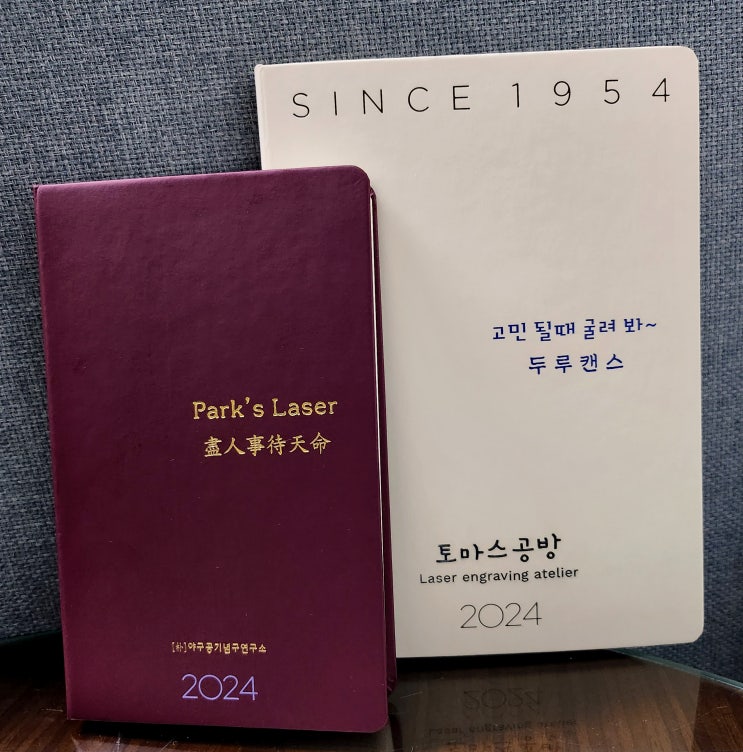 SINCE 1954
고민 될때 굴려 봐~
두루캔스
토마스공방
Laser engraving atelier
2024
Park's Laser
盡人事待天命
[朴]야구공기념구연구소
2024